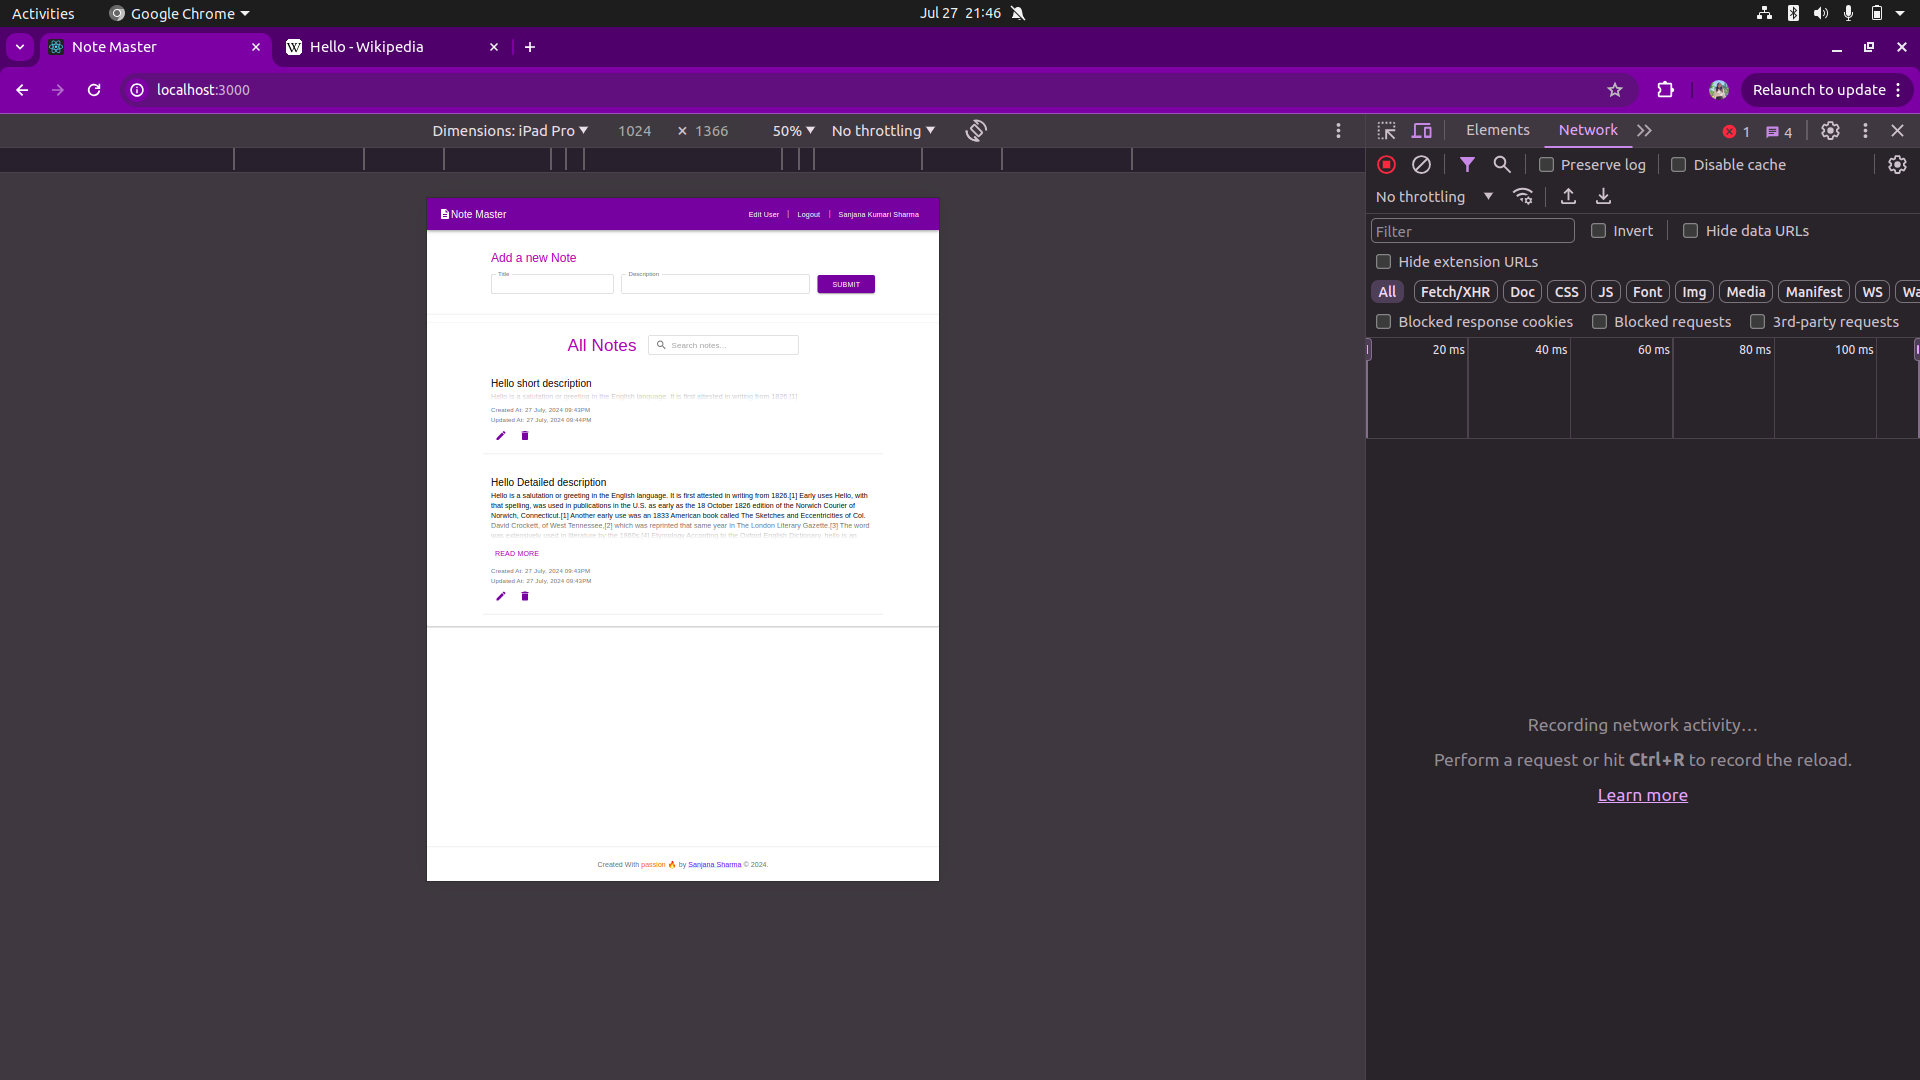 Activities Google Chrome Jul 27 21:46
Note Master Hello - Wikipedia
localhost:3000 Relaunch to update
Dimensions: iPad Pro 1024 × 1366 50% No throttling
Elements Network 1 4
Preserve log Disable cache
No throttling
Filter Invert Hide data URLs
Hide extension URLs
All Fetch/XHR Doc CSS JS Font Img Media Manifest WS Wa
Blocked response cookies Blocked requests 3rd-party requests
20 ms 40 ms 60 ms 80 ms 100 ms
Recording network activity…
Perform a request or hit Ctrl+R to record the reload.
Learn more
Note Master Edit User Logout Sanjana Kumari Sharma
Add a new Note
Title Description SUBMIT
All Notes Search notes...
Hello short description
Hello is a salutation or greeting in the English language. It is first attested in writing from 1826.[1]
Created At: 27 July, 2024 09:43PM
Updated At: 27 July, 2024 09:44PM
Hello Detailed description
Hello is a salutation or greeting in the English language. It is first attested in writing from 1826.[1] Early uses Hello, with
that spelling, was used in publications in the U.S. as early as the 18 October 1826 edition of the Norwich Courier of
Norwich, Connecticut.[1] Another early use was an 1833 American book called The Sketches and Eccentricities of Col.
David Crockett, of West Tennessee,[2] which was reprinted that same year in The London Literary Gazette.[3] The word
was extensively used in literature by the 1860s.[4] Etymology According to the Oxford English Dictionary, hello is an
READ MORE
Created At: 27 July, 2024 09:43PM
Updated At: 27 July, 2024 09:43PM
Created With passion 🔥 by Sanjana Sharma © 2024.